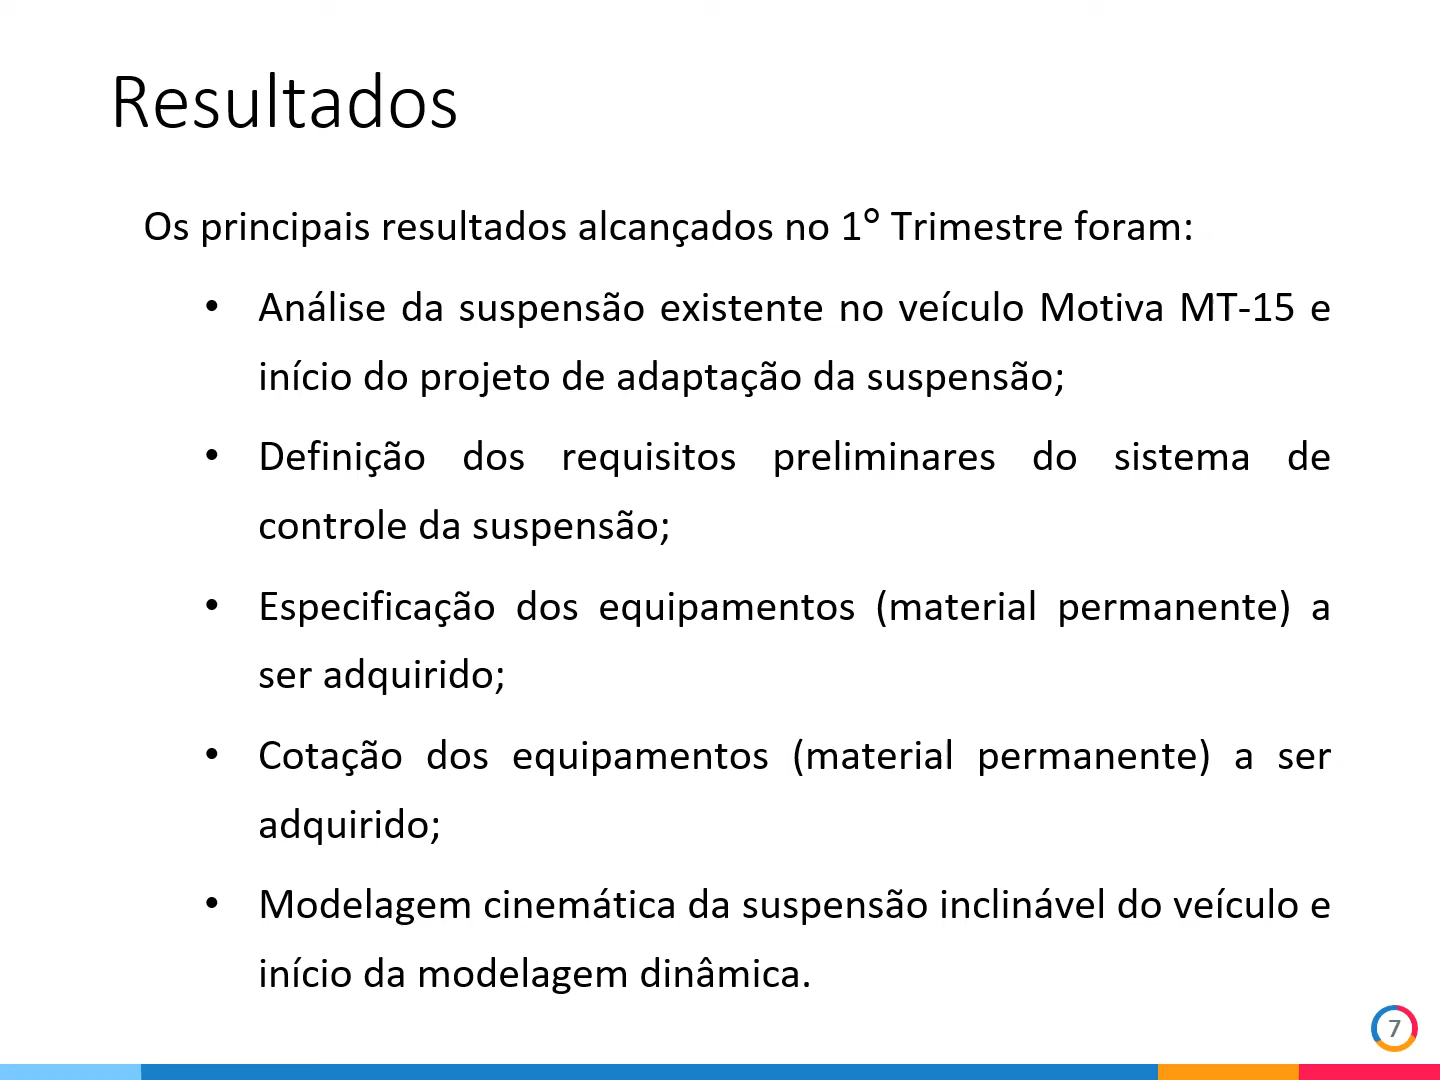 Resultados
Os principais resultados alcançados no 1° Trimestre foram:
• Análise da suspensão existente no veículo Motiva MT-15 e
início do projeto de adaptação da suspensão;
• Definição dos requisitos preliminares do sistema de
controle da suspensão;
• Especificação dos equipamentos (material permanente) a
ser adquirido;
• Cotação dos equipamentos (material permanente) a ser
adquirido;
• Modelagem cinemática da suspensão inclinável do veículo e
início da modelagem dinâmica.
7